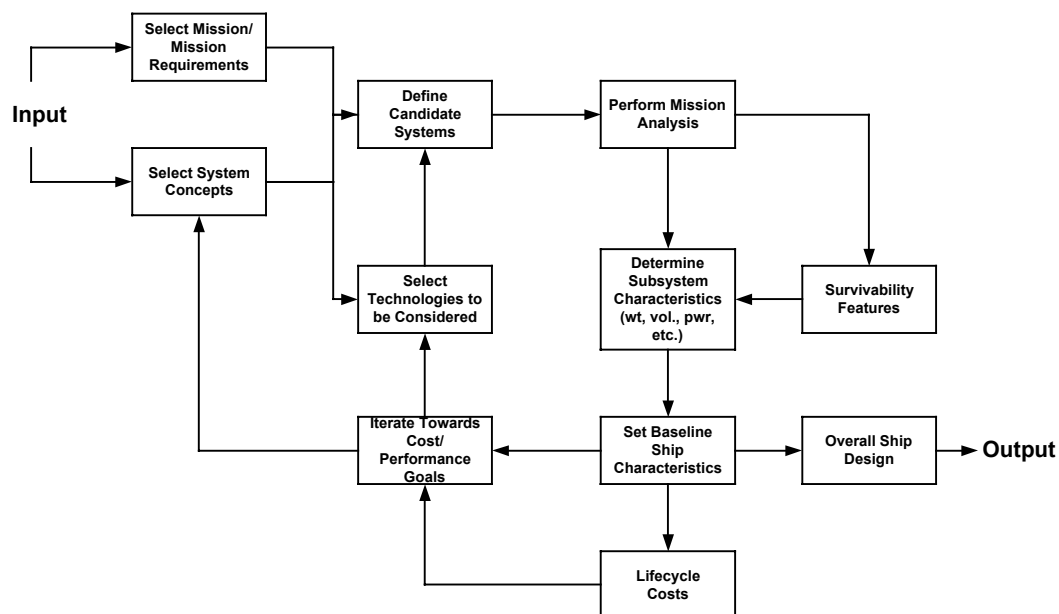 Select Mission/
Mission
Requirements
Input
Define
Candidate
Systems
Perform Mission
Analysis
Select System
Concepts
Select
Technologies to
be Considered
Determine
Subsystem
Characteristics
(wt, vol., pwr,
etc.)
Survivability
Features
Iterate Towards
Cost/
Performance
Goals
Set Baseline
Ship
Characteristics
Overall Ship
Design
Output
Lifecycle
Costs